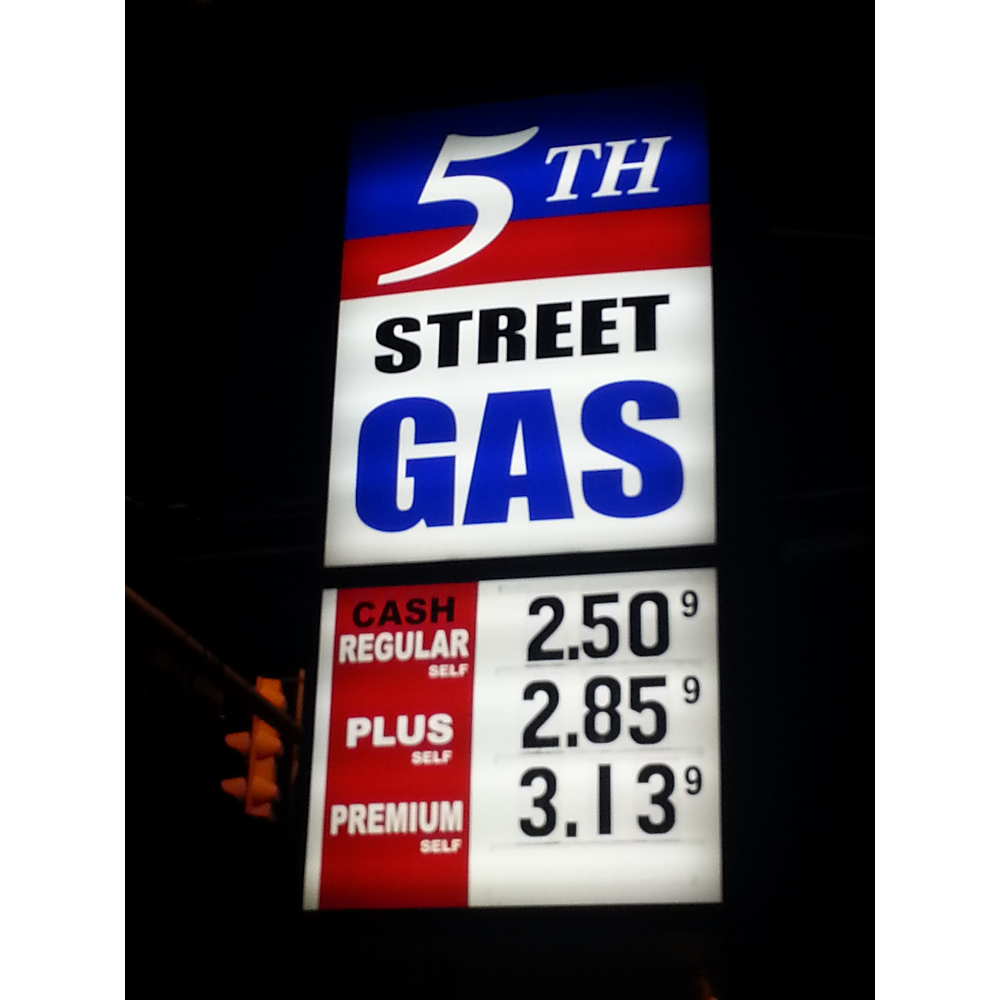 5TH
STREET
GAS
CASH
REGULAR 2.50 9
SELF
PLUS 2.85 9
SELF
PREMIUM 3.13 9
SELF